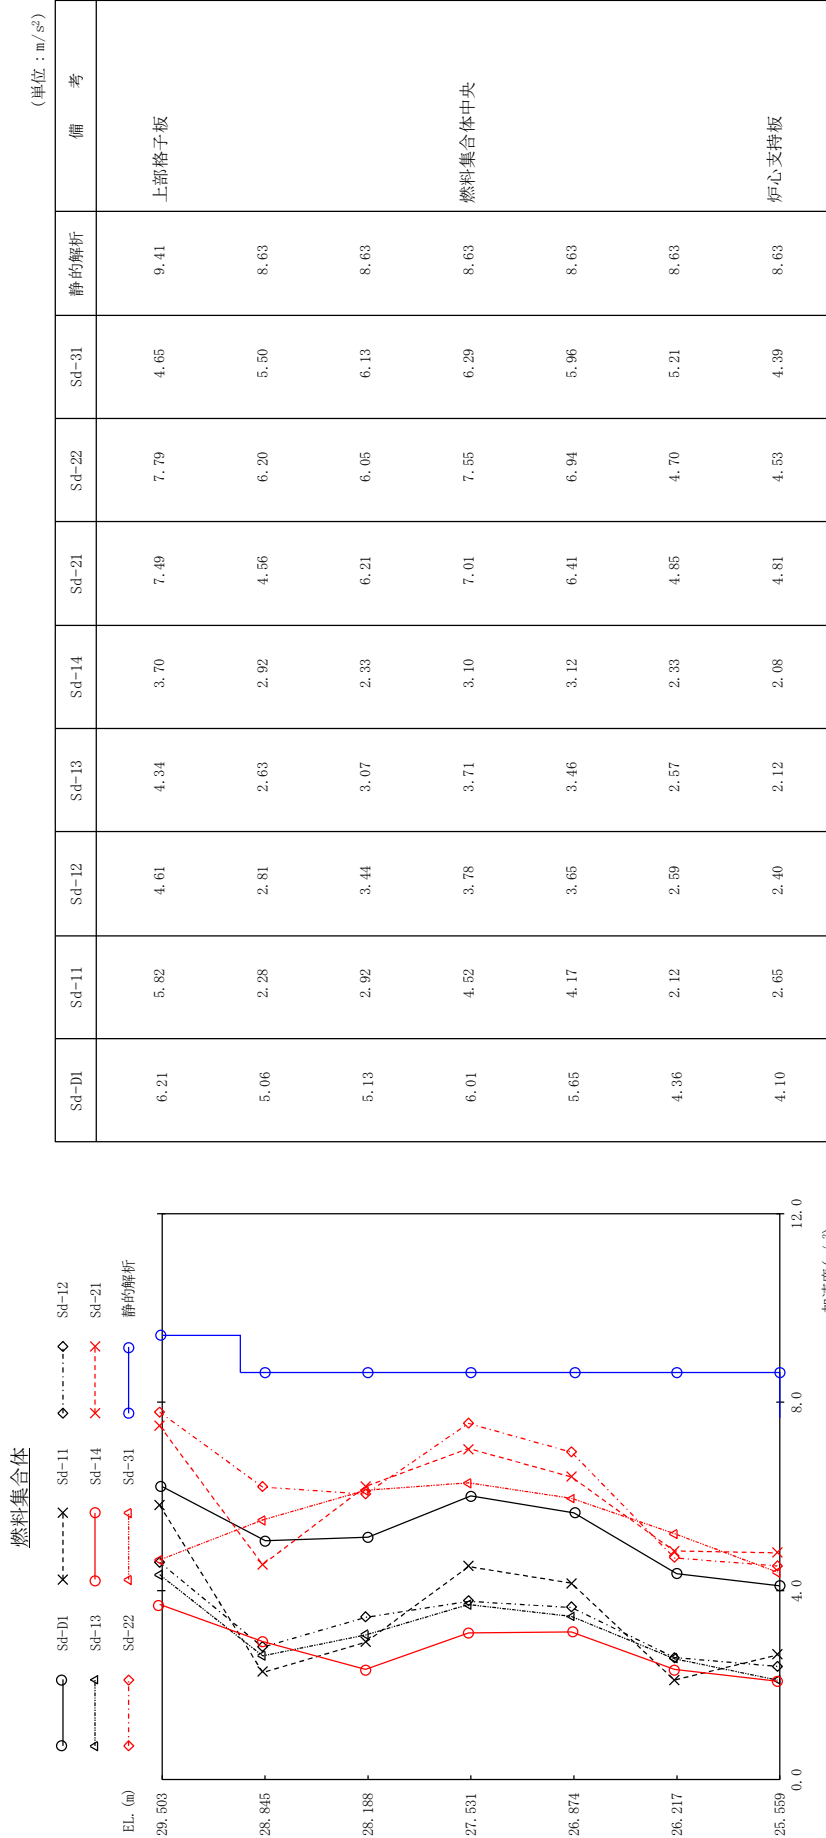 燃料集合体
Sd-D1 Sd-11 Sd-12
Sd-13 Sd-14 Sd-21
Sd-22 Sd-31 静的解析
EL.(m)
29.503
28.845
28.188
27.531
26.874
26.217
25.559
0.0 4.0 8.0 12.0
(単位：m/s²)
Sd-D1 Sd-11 Sd-12 Sd-13 Sd-14 Sd-21 Sd-22 Sd-31 静的解析 備考
6.21 5.82 4.61 4.34 3.70 7.49 7.79 4.65 9.41 上部格子板
5.06 2.28 2.81 2.63 2.92 4.56 6.20 5.50 8.63
5.13 2.92 3.44 3.07 2.33 6.21 6.05 6.13 8.63
6.01 4.52 3.78 3.71 3.10 7.01 7.55 6.29 8.63 燃料集合体中央
5.65 4.17 3.65 3.46 3.12 6.41 6.94 5.96 8.63
4.36 2.12 2.59 2.57 2.33 4.85 4.70 5.21 8.63
4.10 2.65 2.40 2.12 2.08 4.81 4.53 4.39 8.63 炉心支持板